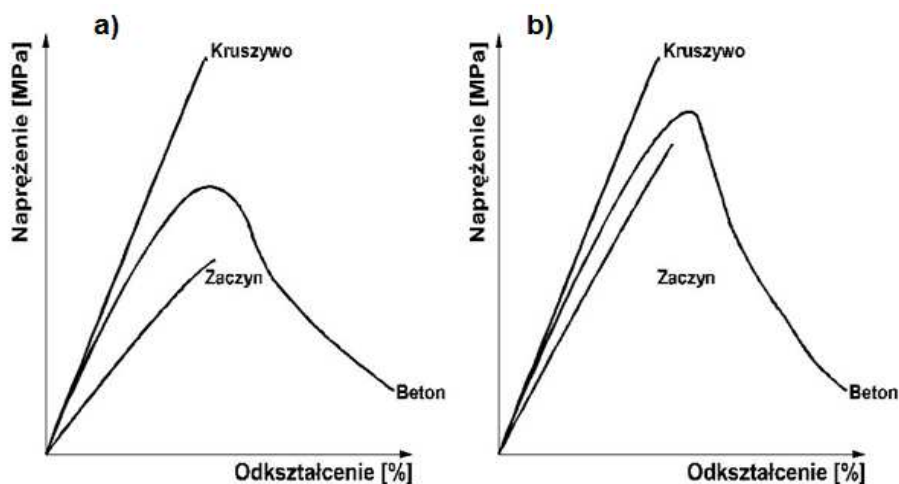 a)
Naprężenie [MPa]
Kruszywo
Zaczyn
Beton
Odkształcenie [%]
b)
Naprężenie [MPa]
Kruszywo
Zaczyn
Beton
Odkształcenie [%]